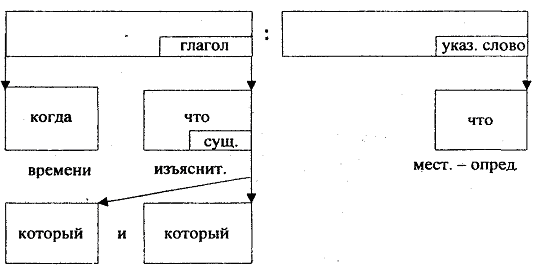 глагол : указ. слово
когда что что
сущ.
времени изъяснит. мест. – опред.
который и который